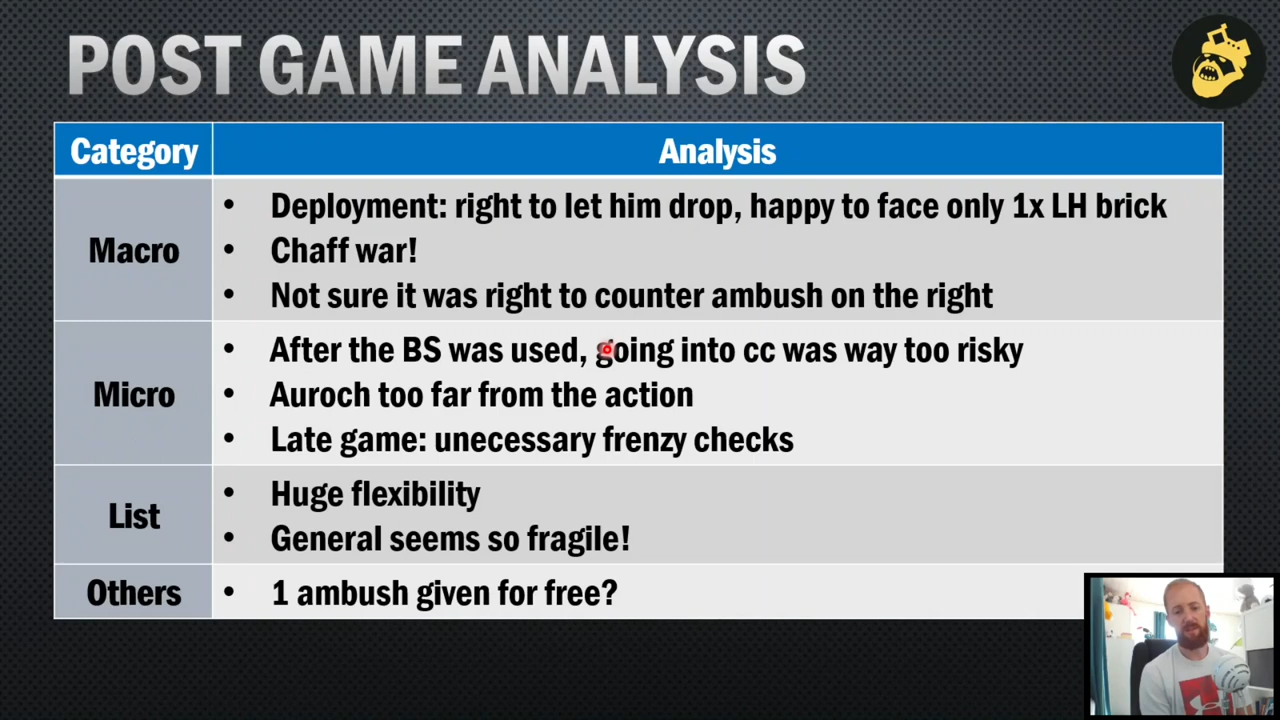 POST GAME ANALYSIS
Category
Analysis
Macro
• Deployment: right to let him drop, happy to face only 1x LH brick
• Chaff war!
• Not sure it was right to counter ambush on the right
Micro
• After the BS was used, going into cc was way too risky
• Auroch too far from the action
• Late game: unecessary frenzy checks
List
• Huge flexibility
• General seems so fragile!
Others
• 1 ambush given for free?